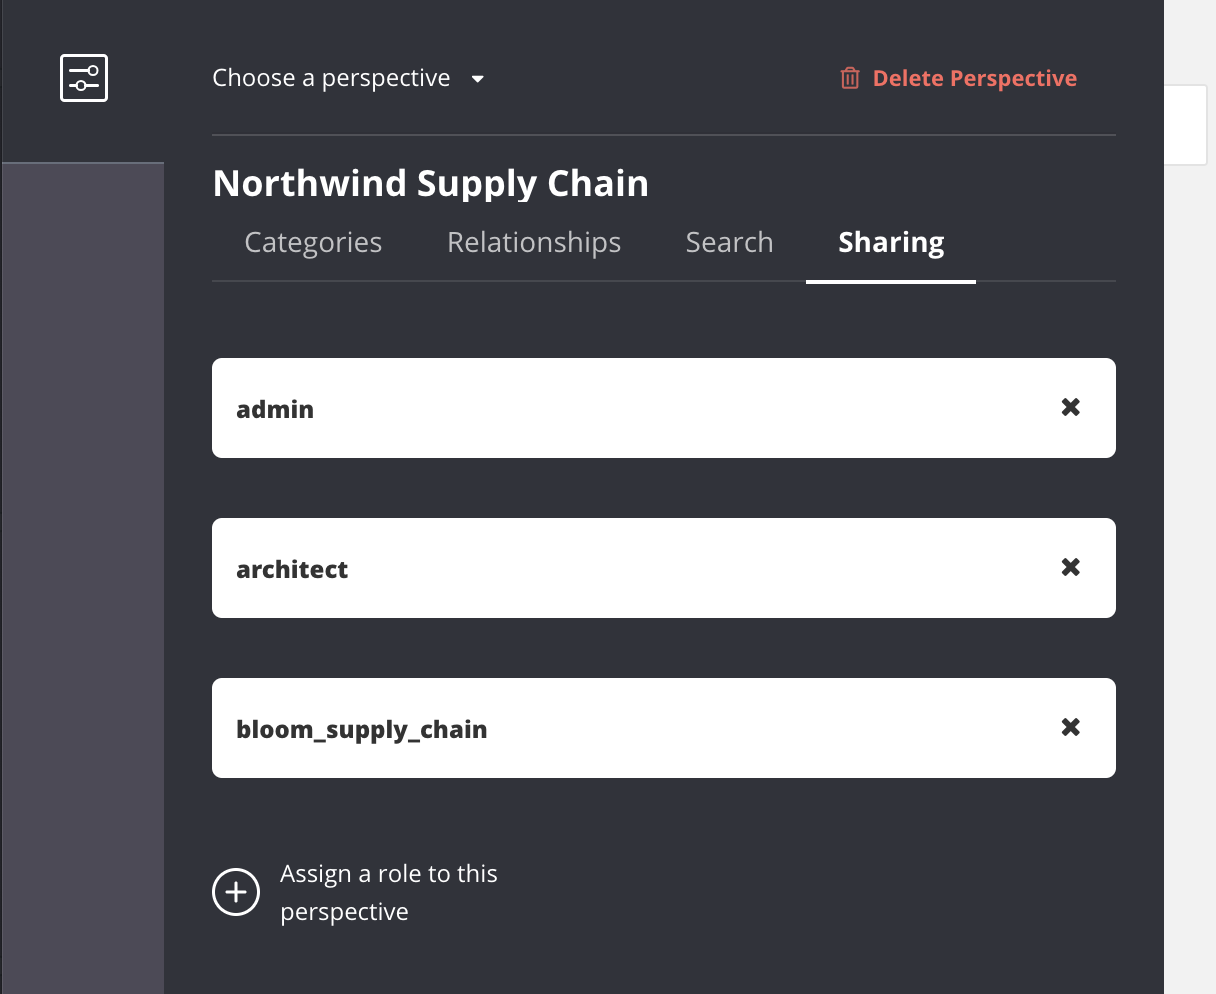 Choose a perspective
Delete Perspective
Northwind Supply Chain
Categories Relationships Search Sharing
admin
architect
bloom_supply_chain
Assign a role to this
perspective